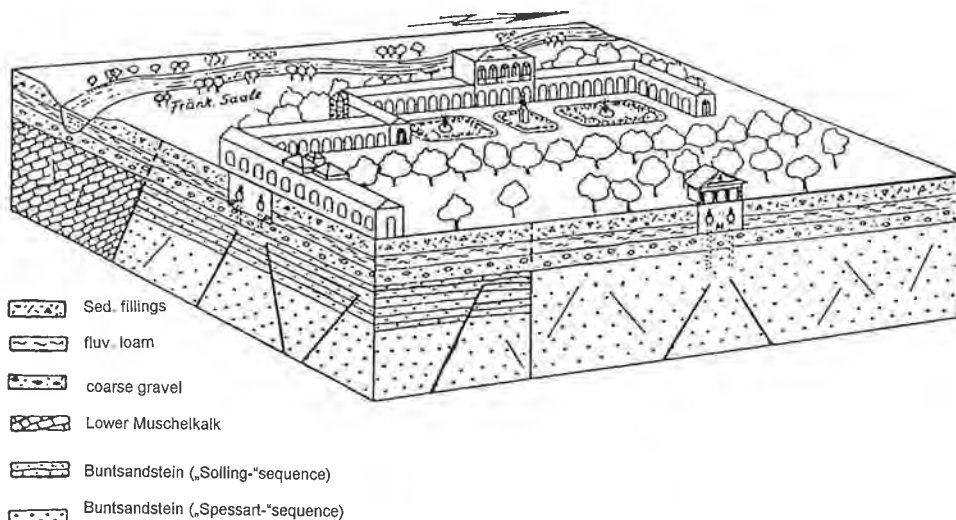 Fränk. Saale
Sed. fillings
fluv. loam
coarse gravel
Lower Muschelkalk
Buntsandstein („Solling-“sequence)
Buntsandstein („Spessart-“sequence)